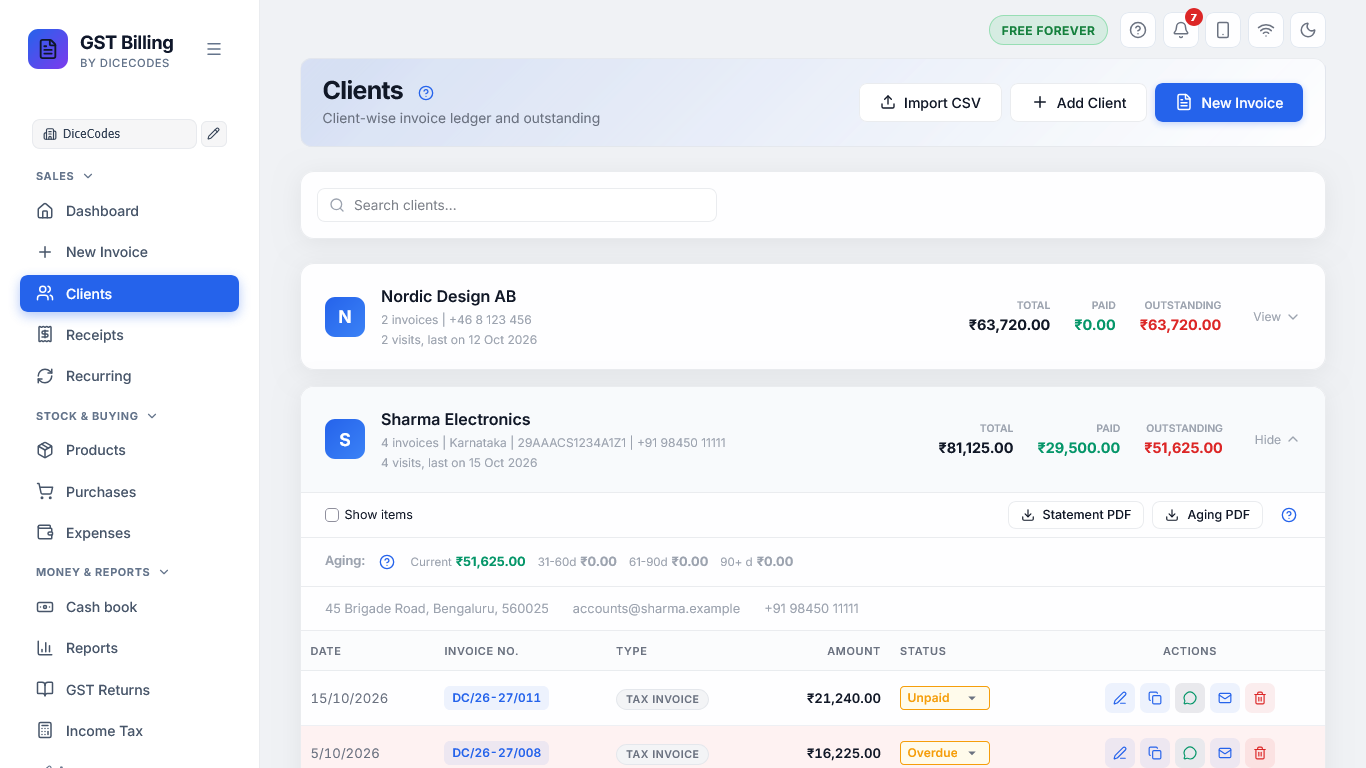 GST Billing
BY DICECODES
DiceCodes
SALES
Dashboard
New Invoice
Clients
Receipts
Recurring
STOCK & BUYING
Products
Purchases
Expenses
MONEY & REPORTS
Cash book
Reports
GST Returns
Income Tax
FREE FOREVER
7
Clients
Client-wise invoice ledger and outstanding
Import CSV
Add Client
New Invoice
Search clients...
N
Nordic Design AB
2 invoices | +46 8 123 456
2 visits, last on 12 Oct 2026
TOTAL PAID OUTSTANDING
₹63,720.00 ₹0.00 ₹63,720.00
View
S
Sharma Electronics
4 invoices | Karnataka | 29AAACS1234A1Z1 | +91 98450 11111
4 visits, last on 15 Oct 2026
TOTAL PAID OUTSTANDING
₹81,125.00 ₹29,500.00 ₹51,625.00
Hide
Show items
Statement PDF
Aging PDF
Aging: Current ₹51,625.00 31-60d ₹0.00 61-90d ₹0.00 90+ d ₹0.00
45 Brigade Road, Bengaluru, 560025 accounts@sharma.example +91 98450 11111
DATE INVOICE NO. TYPE AMOUNT STATUS ACTIONS
15/10/2026 DC/26-27/011 TAX INVOICE ₹21,240.00 Unpaid
5/10/2026 DC/26-27/008 TAX INVOICE ₹16,225.00 Overdue